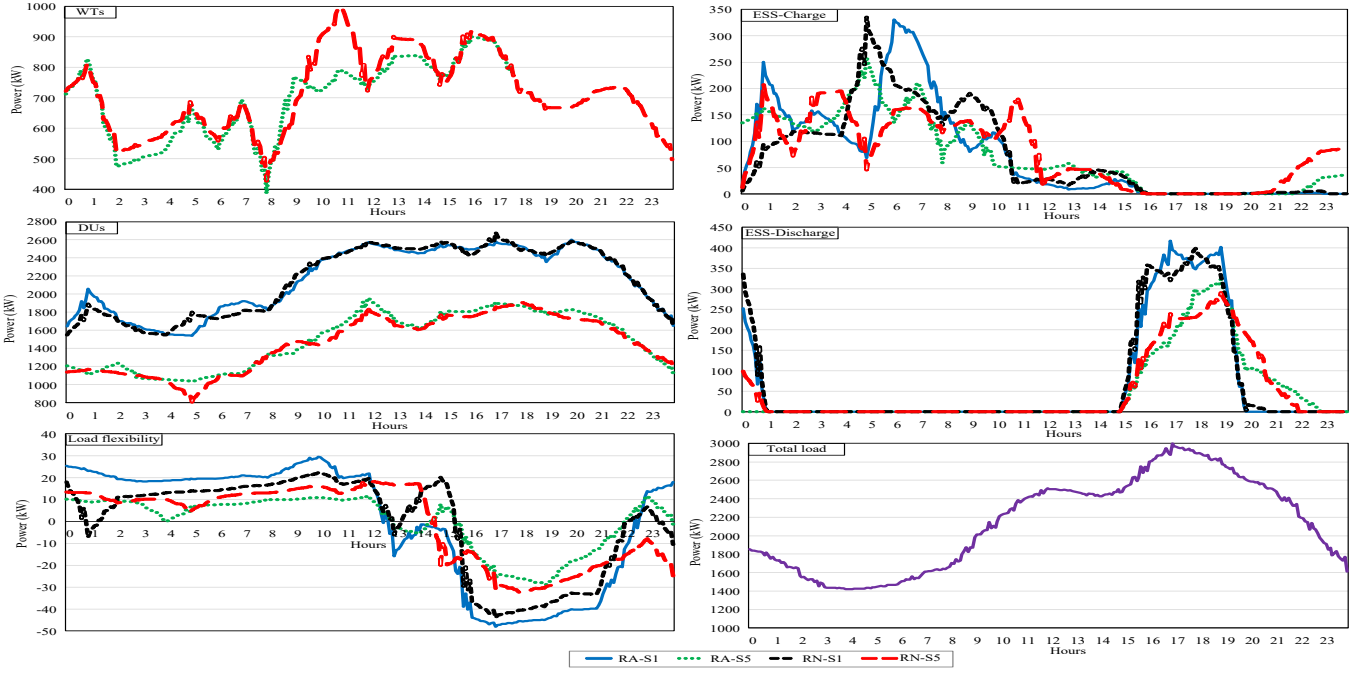 WTs
Power (kW)
1000
900
800
700
600
500
400
0 1 2 3 4 5 6 7 8 9 10 11 12 13 14 15 16 17 18 19 20 21 22 23
Hours
ESS-Charge
Power (kW)
350
300
250
200
150
100
50
0
0 1 2 3 4 5 6 7 8 9 10 11 12 13 14 15 16 17 18 19 20 21 22 23
Hours
DUs
Power (kW)
2800
2600
2400
2200
2000
1800
1600
1400
1200
1000
800
0 1 2 3 4 5 6 7 8 9 10 11 12 13 14 15 16 17 18 19 20 21 22 23
Hours
ESS-Discharge
Power (kW)
450
400
350
300
250
200
150
100
50
0
0 1 2 3 4 5 6 7 8 9 10 11 12 13 14 15 16 17 18 19 20 21 22 23
Hours
Load flexibility
Power (kW)
40
30
20
10
0
-10
-20
-30
-40
-50
0 1 2 3 4 5 6 7 8 9 10 11 12 13 14 15 16 17 18 19 20 21 22 23
Hours
Total load
Power (kW)
3000
2800
2600
2400
2200
2000
1800
1600
1400
1200
1000
0 1 2 3 4 5 6 7 8 9 10 11 12 13 14 15 16 17 18 19 20 21 22 23
Hours
RA-S1 RA-S5 RN-S1 RN-S5